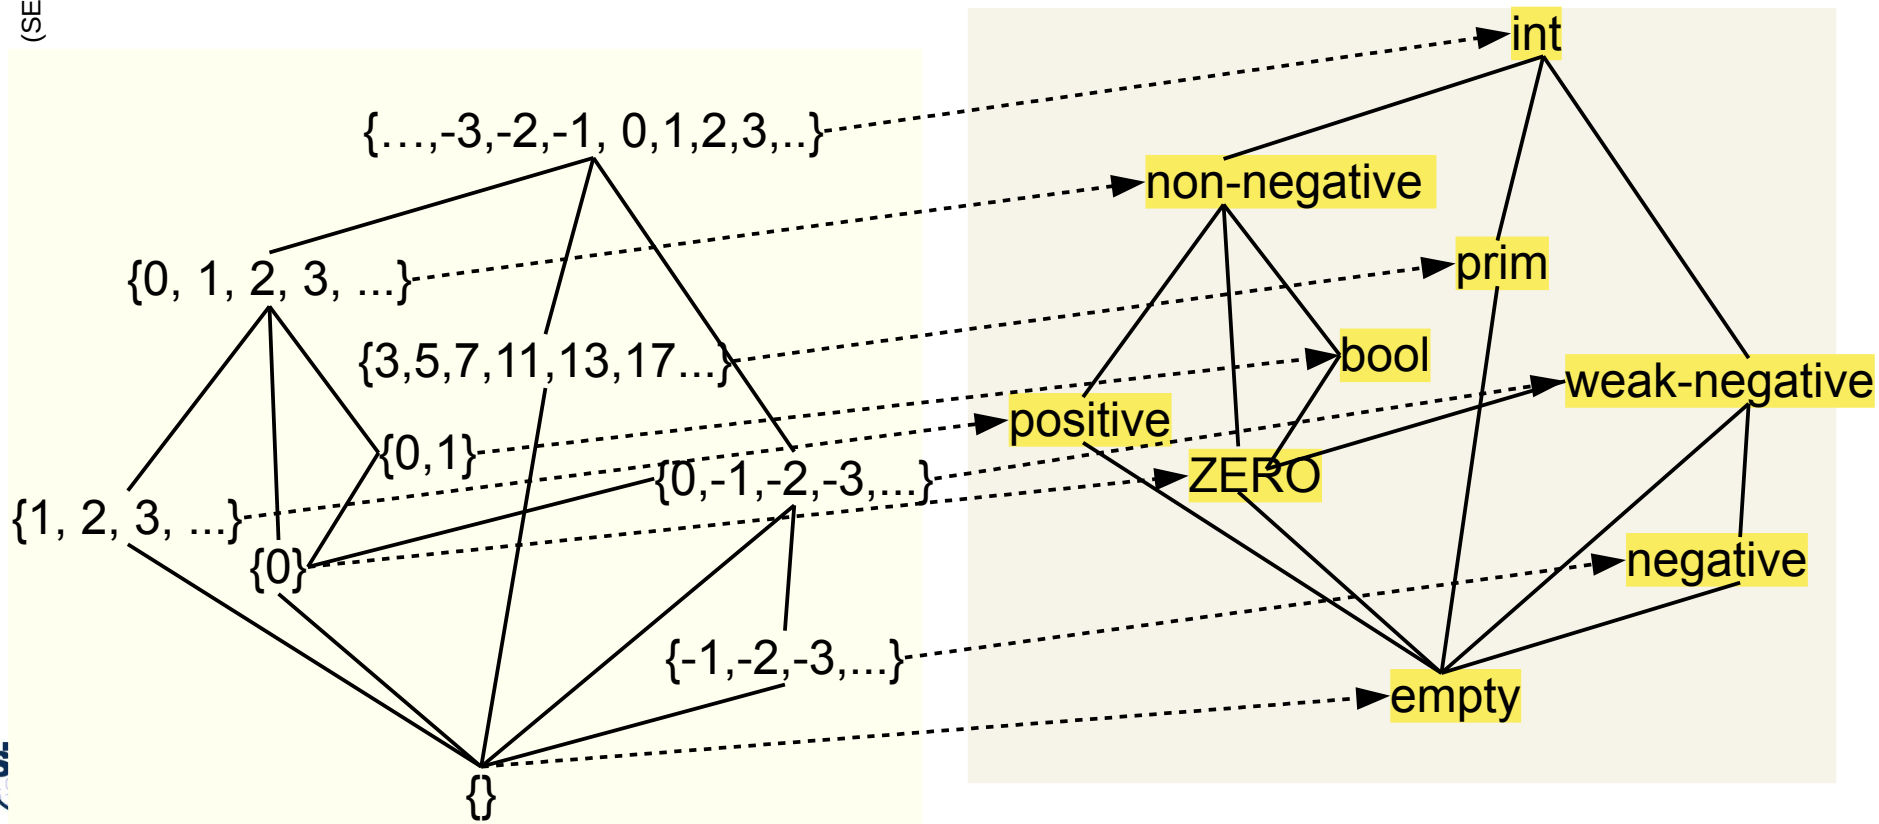 (SE
{...,-3,-2,-1, 0,1,2,3,..}
{0, 1, 2, 3, ...}
{3,5,7,11,13,17...}
{0,1}
{0,-1,-2,-3,...}
{1, 2, 3, ...}
{0}
{-1,-2,-3,...}
{}
int
non-negative
prim
bool
weak-negative
positive
ZERO
negative
empty